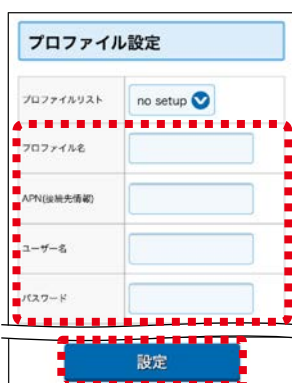 プロファイル設定
プロファイルリスト no setup
プロファイル名
APN(接続先情報)
ユーザー名
パスワード
設定